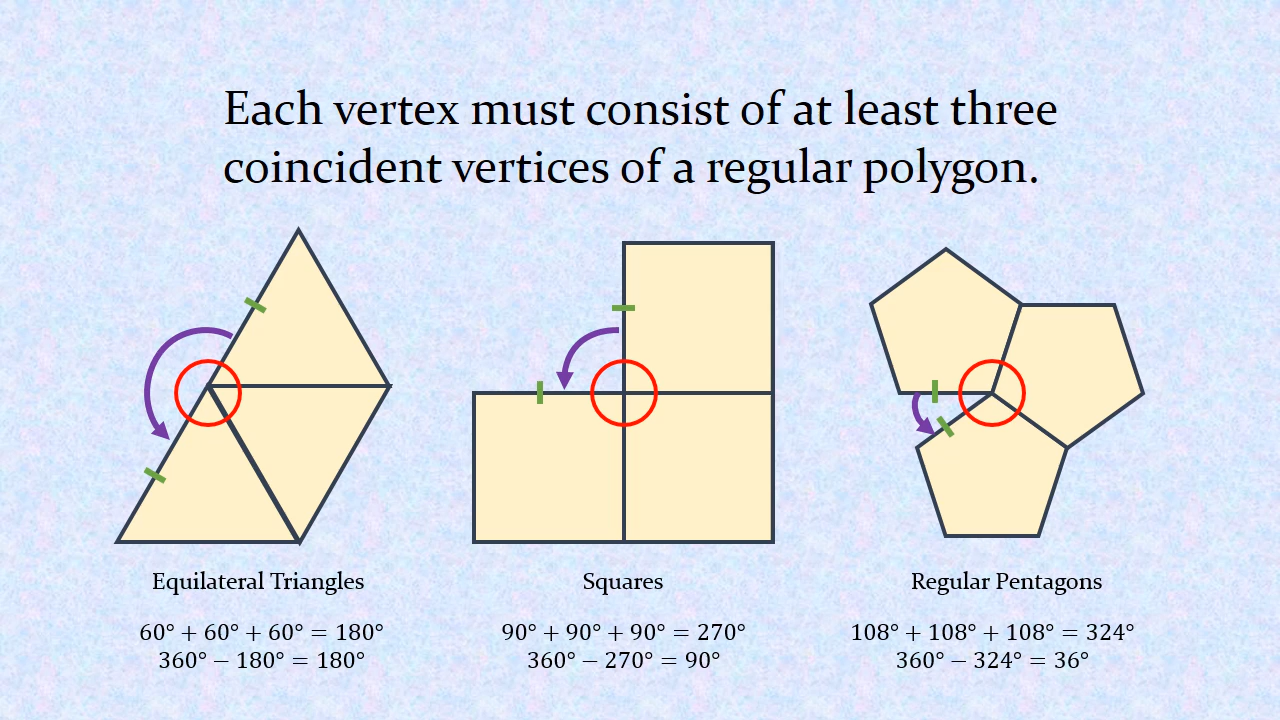 Each vertex must consist of at least three
coincident vertices of a regular polygon.
Equilateral Triangles
60° + 60° + 60° = 180°
360° − 180° = 180°
Squares
90° + 90° + 90° = 270°
360° − 270° = 90°
Regular Pentagons
108° + 108° + 108° = 324°
360° − 324° = 36°